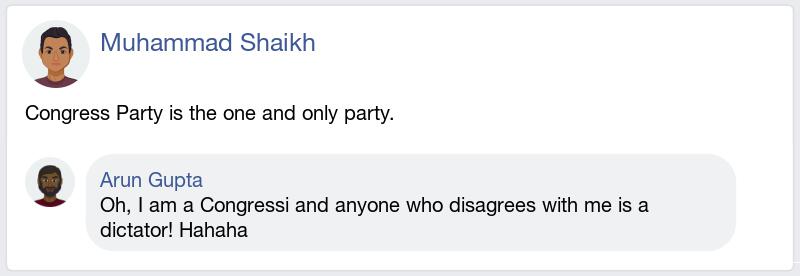 Muhammad Shaikh
Congress Party is the one and only party.
Arun Gupta
Oh, I am a Congressi and anyone who disagrees with me is a
dictator! Hahaha